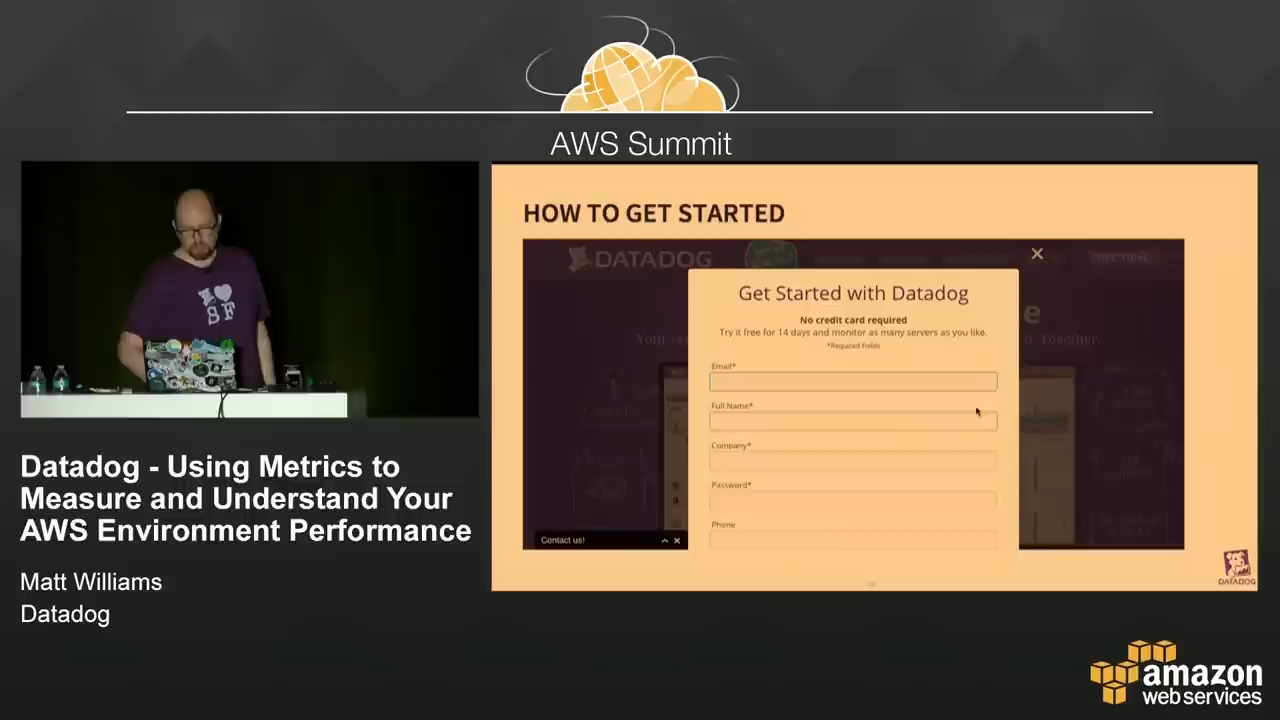 AWS Summit
HOW TO GET STARTED
DATADOG
Get Started with Datadog
No credit card required
Try it free for 14 days and monitor as many servers as you like.
*Required Fields
Email*
Full Name*
Company*
Password*
Phone
Contact us!
DATADOG
I
SF
Datadog - Using Metrics to
Measure and Understand Your
AWS Environment Performance
Matt Williams
Datadog
amazon
web services